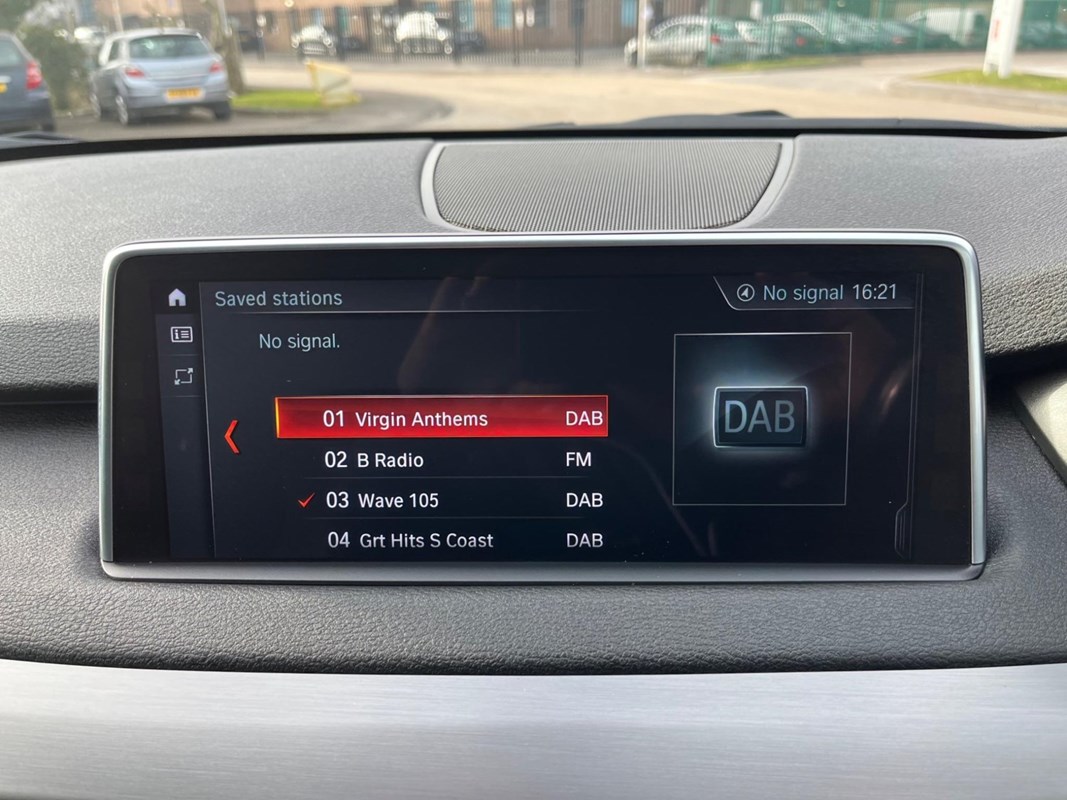 Saved stations
No signal 16:21
No signal.
01 Virgin Anthems DAB
02 B Radio FM
03 Wave 105 DAB
04 Grt Hits S Coast DAB
DAB